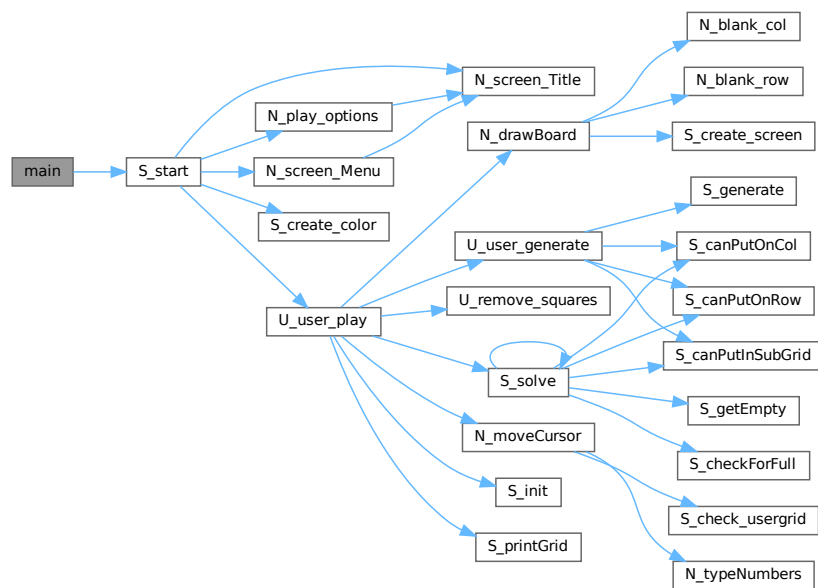 main
S_start
N_screen_Title
N_play_options
N_screen_Menu
S_create_color
U_user_play
N_drawBoard
N_blank_col
N_blank_row
S_create_screen
U_user_generate
S_generate
S_canPutOnCol
S_canPutOnRow
S_canPutInSubGrid
U_remove_squares
S_solve
S_getEmpty
S_checkForFull
N_moveCursor
S_check_usergrid
N_typeNumbers
S_init
S_printGrid